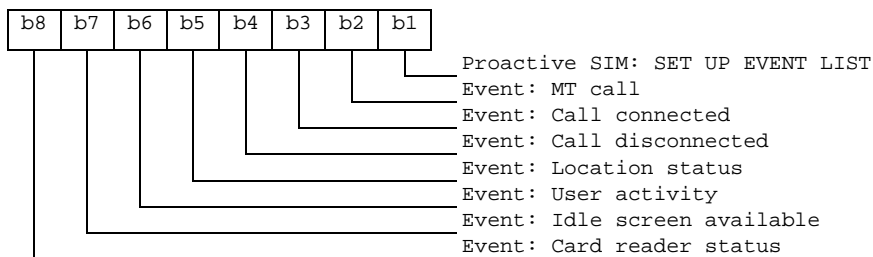 b8 b7 b6 b5 b4 b3 b2 b1
Proactive SIM: SET UP EVENT LIST
Event: MT call
Event: Call connected
Event: Call disconnected
Event: Location status
Event: User activity
Event: Idle screen available
Event: Card reader status